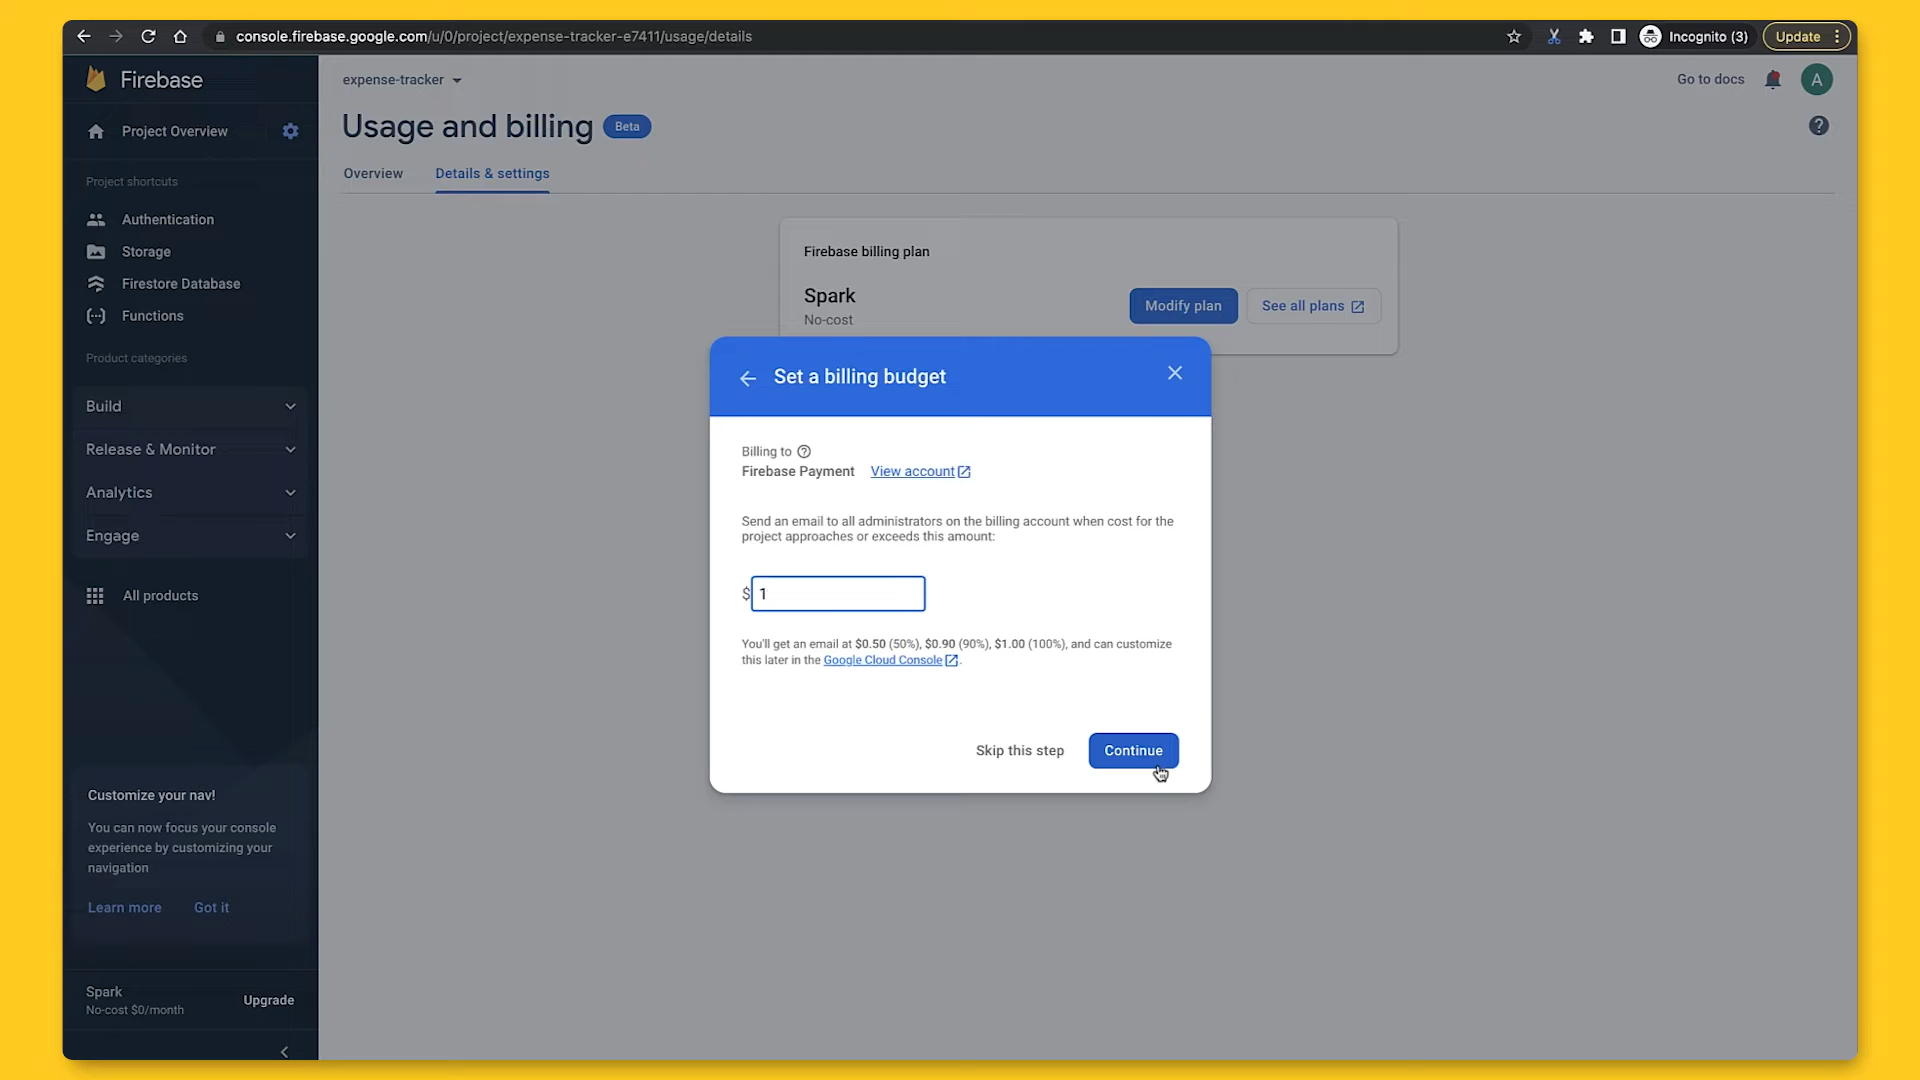 console.firebase.google.com/u/0/project/expense-tracker-e7411/usage/details
Incognito (3)
Update
Firebase
Project Overview
Project shortcuts
Authentication
Storage
Firestore Database
Functions
Product categories
Build
Release & Monitor
Analytics
Engage
All products
Customize your nav!
You can now focus your console
experience by customizing your
navigation
Learn more Got it
Spark
No-cost $0/month
Upgrade
expense-tracker
Go to docs
A
Usage and billing
Beta
Overview
Details & settings
Firebase billing plan
Spark
No-cost
Modify plan
See all plans
Set a billing budget
Billing to
Firebase Payment View account
Send an email to all administrators on the billing account when cost for the
project approaches or exceeds this amount:
$ 1
You'll get an email at $0.50 (50%), $0.90 (90%), $1.00 (100%), and can customize
this later in the Google Cloud Console.
Skip this step
Continue